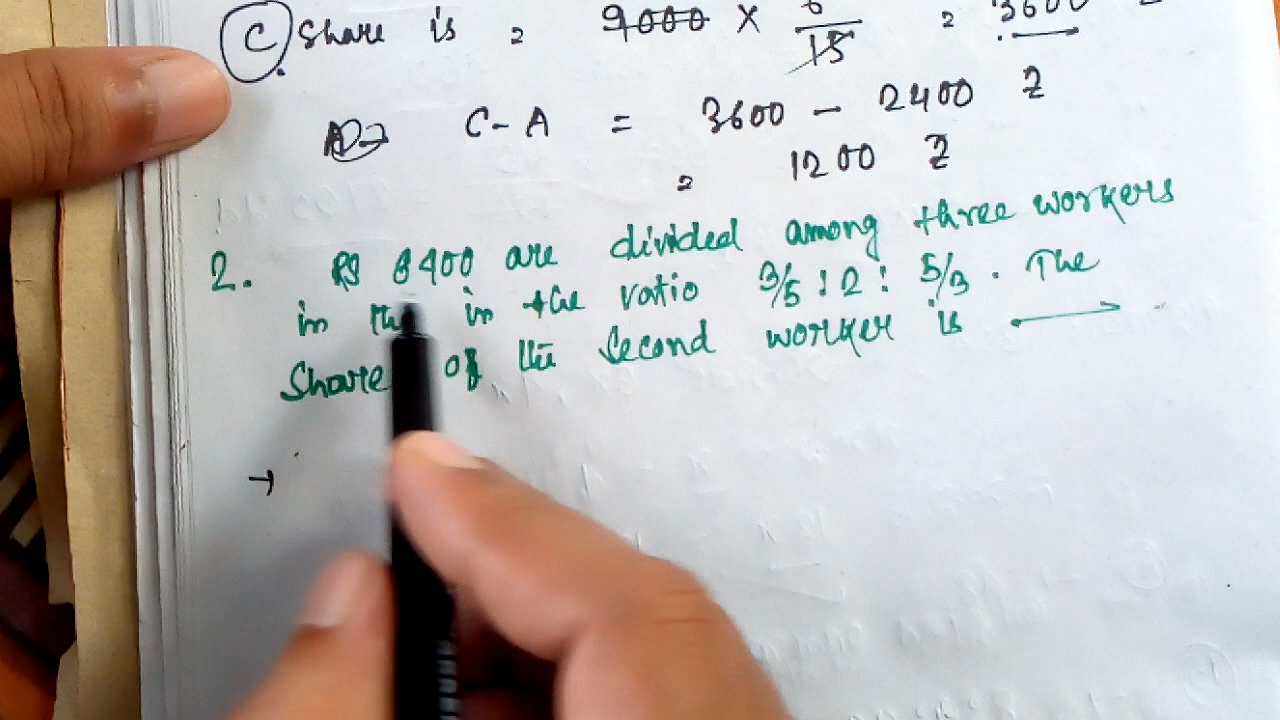 C) Share is = 9000 × 6/15 = 3600
C - A = 3600 - 2400 Z
= 1200 Z
2. RS 8400 are divided among three workers
in the in the ratio 3/5 : 2 : 5/3 . The
Share of the Second worker is